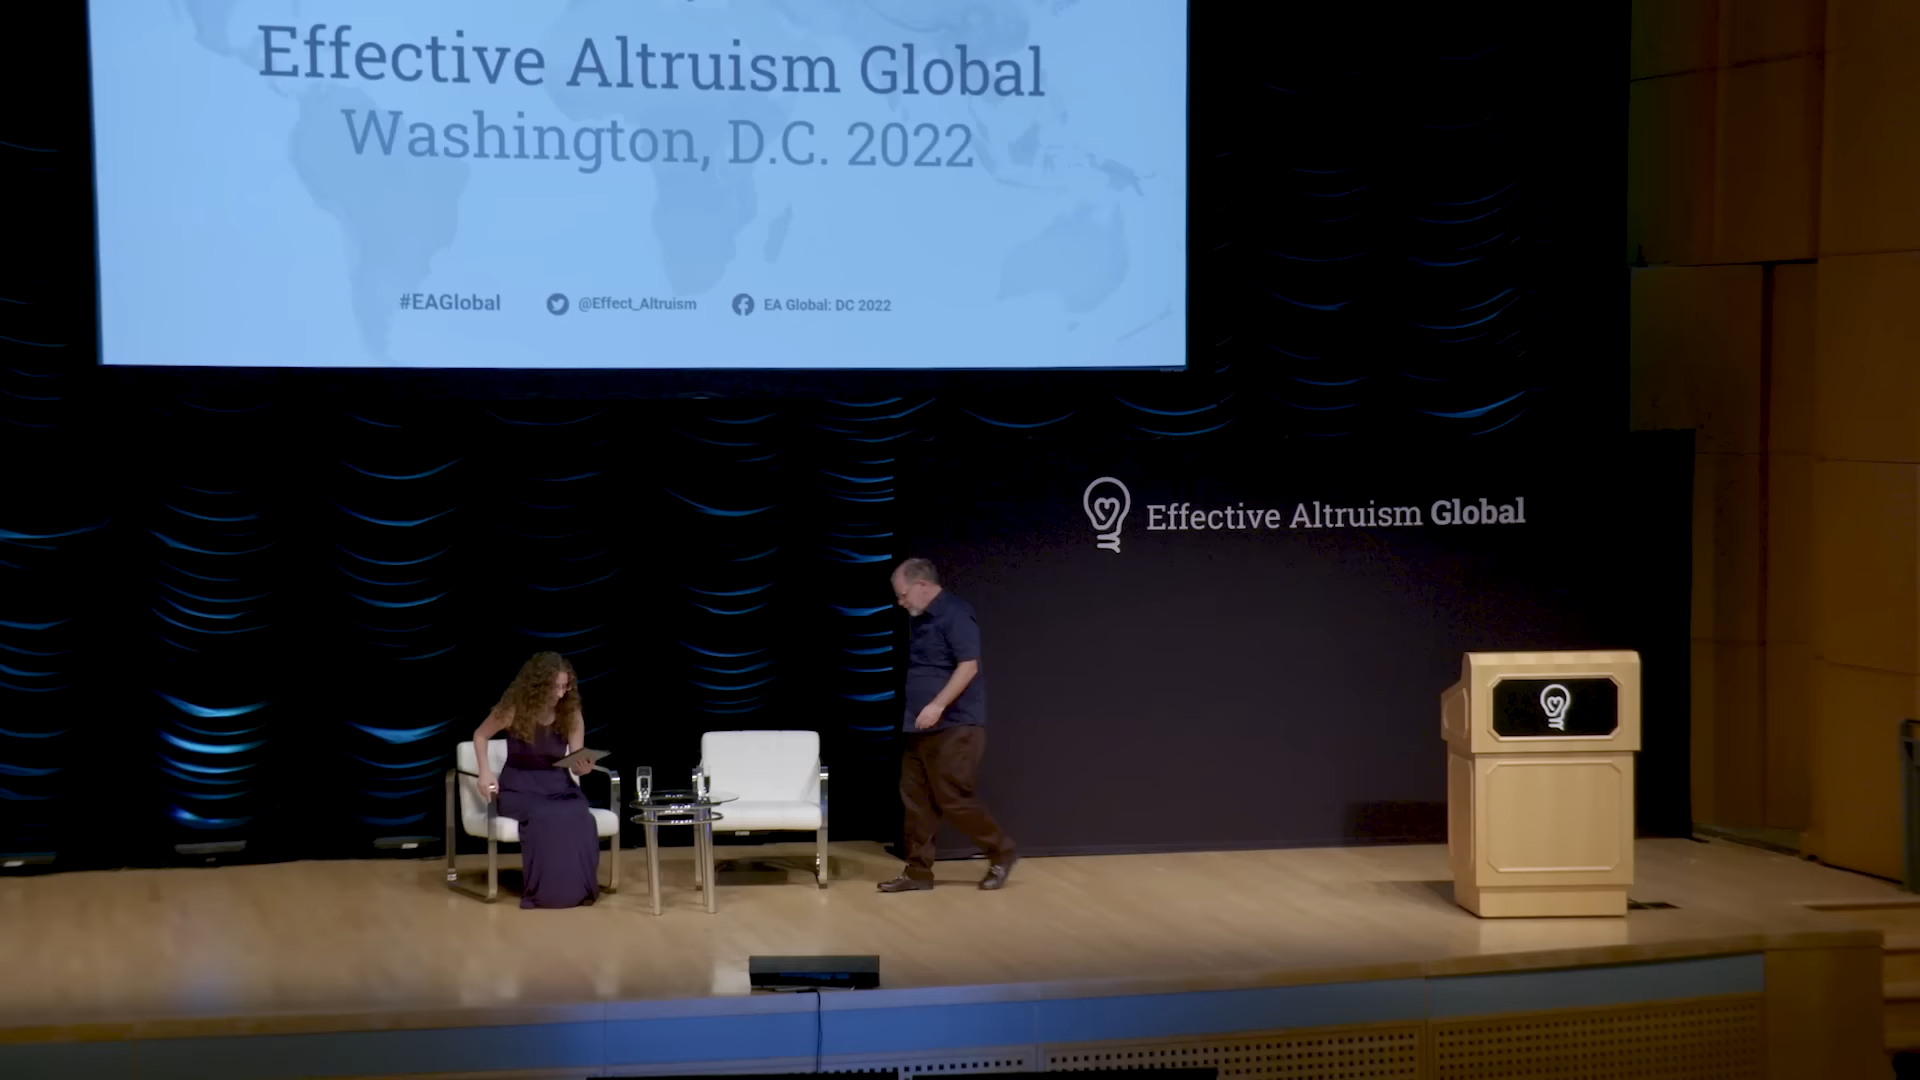 Effective Altruism Global
Washington, D.C. 2022
#EAGlobal @Effect_Altruism EA Global: DC 2022
Effective Altruism Global